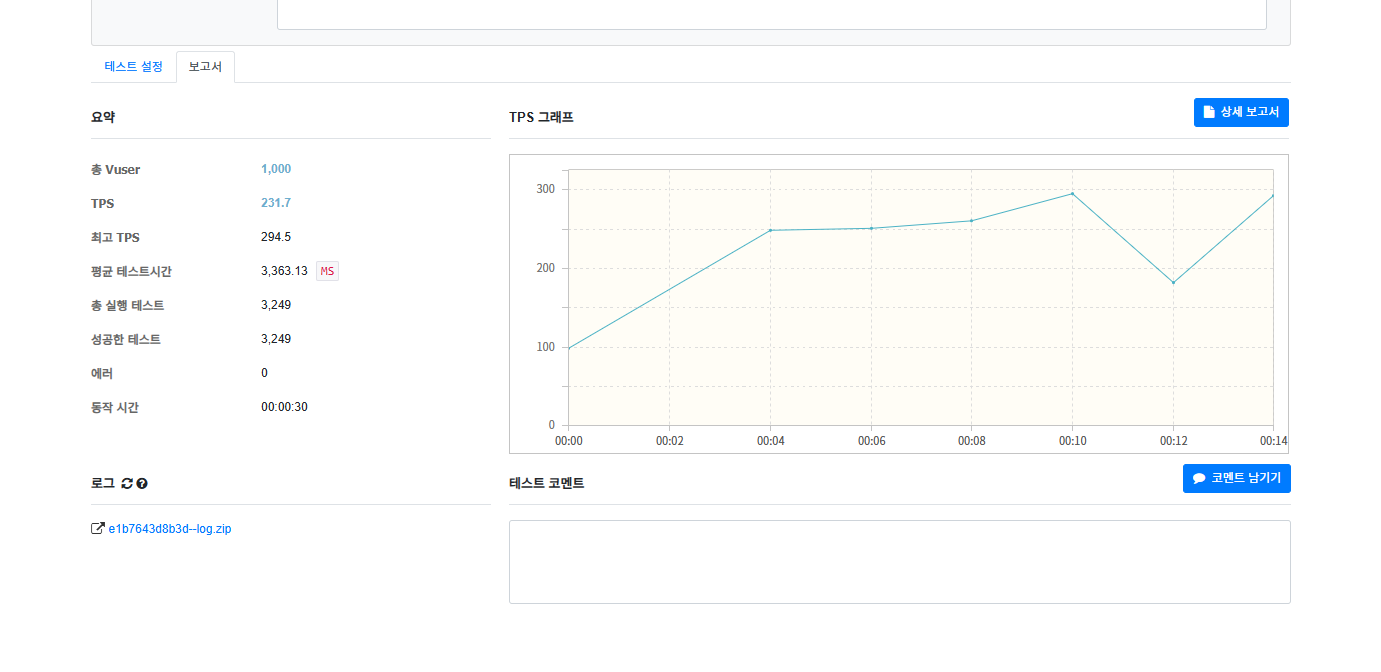 테스트 설정 보고서
요약
총 Vuser 1,000
TPS 231.7
최고 TPS 294.5
평균 테스트시간 3,363.13 MS
총 실행 테스트 3,249
성공한 테스트 3,249
에러 0
동작 시간 00:00:30
TPS 그래프 상세 보고서
300
200
100
0
00:00 00:02 00:04 00:06 00:08 00:10 00:12 00:14
로그
e1b7643d8b3d--log.zip
테스트 코멘트 코멘트 남기기